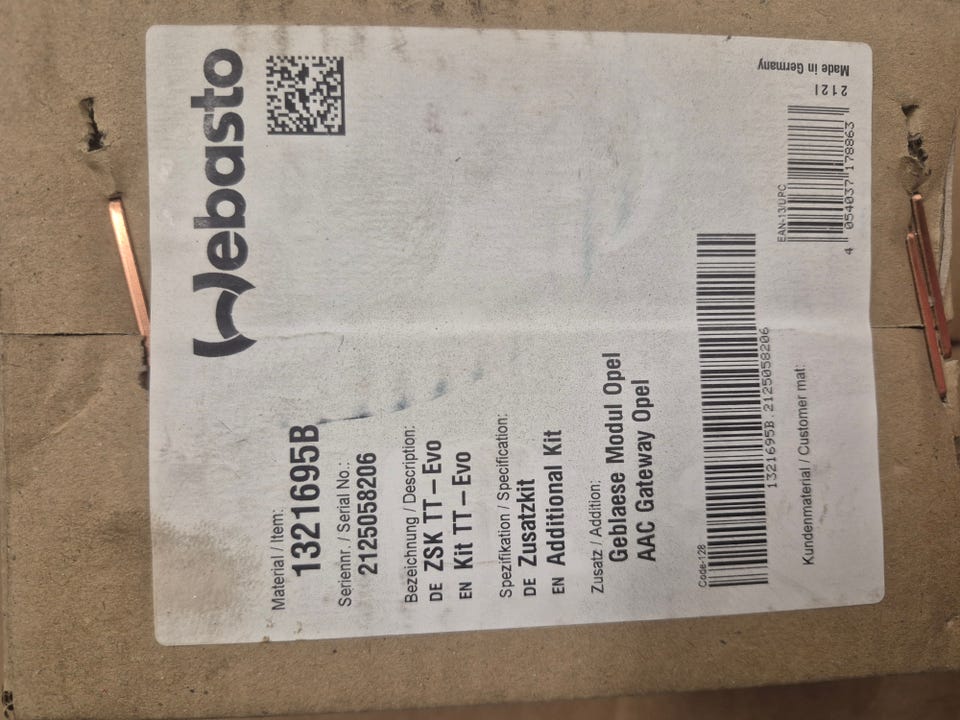 Webasto
Material / Item:
1321695B
Seriennr. / Serial No.:
2125058206
Bezeichnung / Description:
DE ZSK TT – Evo
EN Kit TT – Evo
Spezifikation / Specification:
DE Zusatzkit
EN Additional Kit
Zusatz / Addition:
Geblaese Modul Opel
AAC Gateway Opel
Code-128
1321695B.2125058206
EAN-13/UPC
4 054037 178863
Kundenmaterial / Customer mat:
2121
Made in Germany